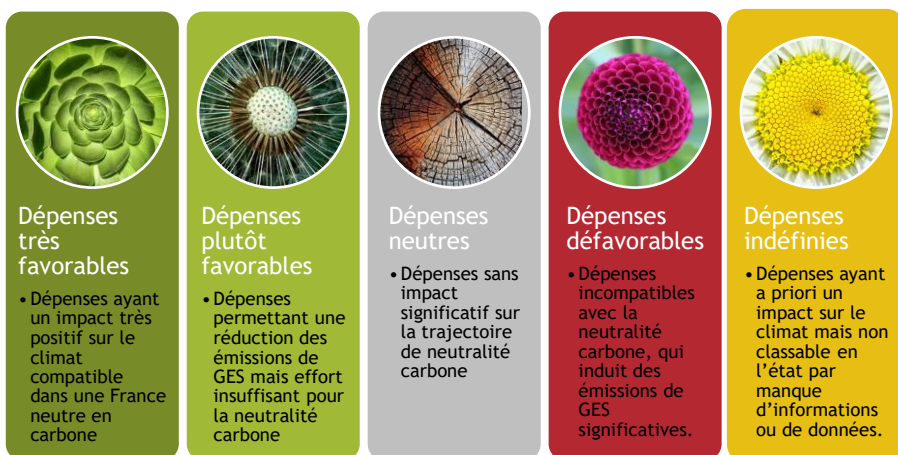 Dépenses
très
favorables
• Dépenses ayant
un impact très
positif sur le
climat
compatible
dans une France
neutre en
carbone
Dépenses
plutôt
favorables
• Dépenses
permettant une
réduction des
émissions de
GES mais effort
insuffisant pour
la neutralité
carbone
Dépenses
neutres
• Dépenses sans
impact
significatif sur
la trajectoire
de neutralité
carbone
Dépenses
défavorables
• Dépenses
incompatibles
avec la
neutralité
carbone, qui
induit des
émissions de
GES
significatives.
Dépenses
indéfinies
• Dépenses ayant
a priori un
impact sur le
climat mais non
classable en
l'état par
manque
d'informations
ou de données.